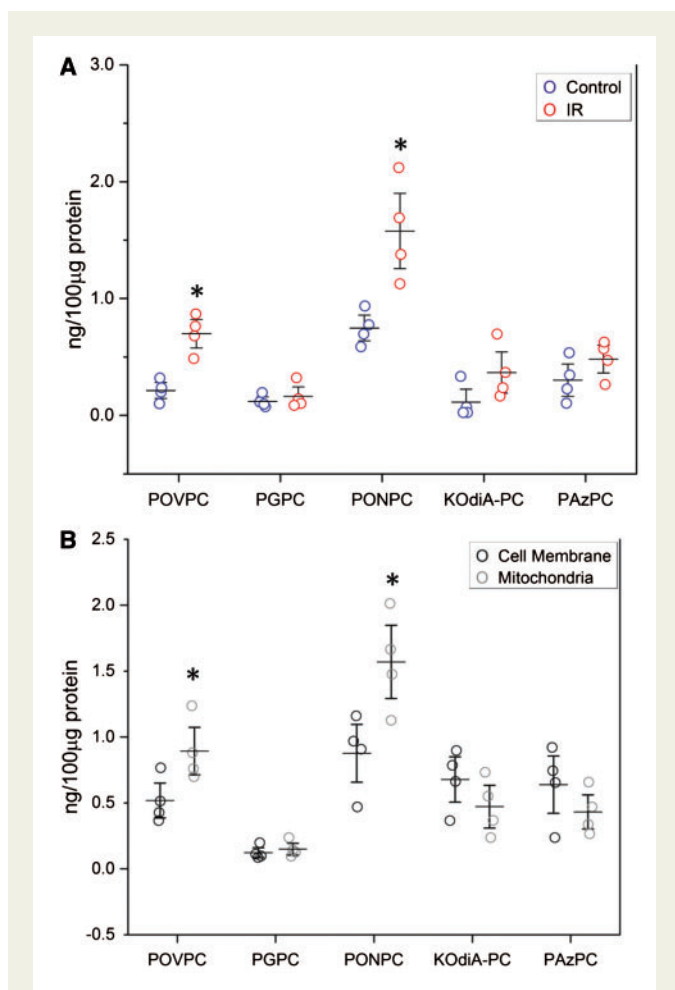 A
3.0
Control
IR
*
*
2.0
ng/100µg protein
1.0
0.0
POVPC PGPC PONPC KOdiA-PC PAzPC
B
2.5
Cell Membrane
Mitochondria
*
*
2.0
1.5
ng/100µg protein
1.0
0.5
0.0
-0.5
POVPC PGPC PONPC KOdiA-PC PAzPC